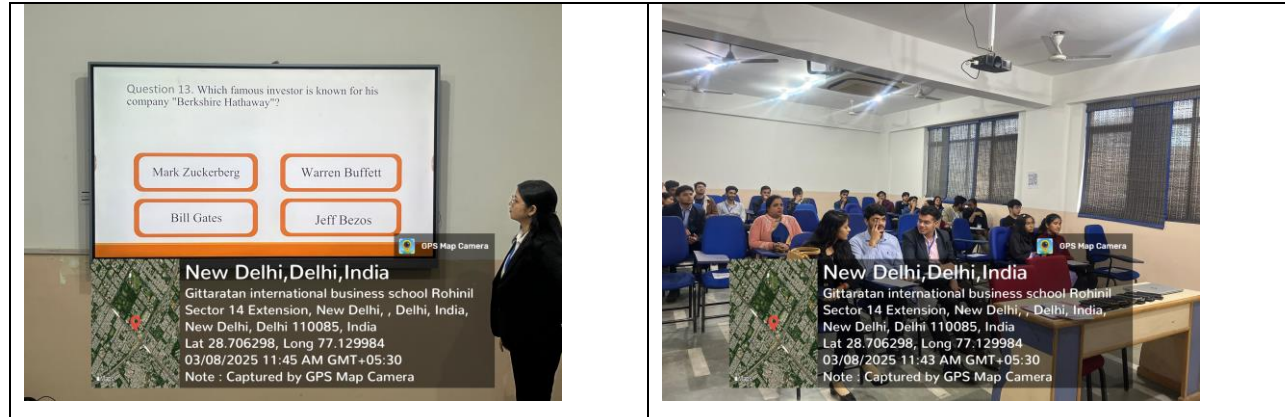 Question 13. Which famous investor is known for his
company "Berkshire Hathaway"?
Mark Zuckerberg
Warren Buffett
Bill Gates
Jeff Bezos
GPS Map Camera
New Delhi,Delhi,India
Gittaratan international business school Rohinil
Sector 14 Extension, New Delhi, , Delhi, India,
New Delhi, Delhi 110085, India
Lat 28.706298, Long 77.129984
03/08/2025 11:45 AM GMT+05:30
Note : Captured by GPS Map Camera
GPS Map Camera
New Delhi,Delhi,India
Gittaratan international business school Rohinil
Sector 14 Extension, New Delhi, , Delhi, India,
New Delhi, Delhi 110085, India
Lat 28.706298, Long 77.129984
03/08/2025 11:43 AM GMT+05:30
Note : Captured by GPS Map Camera